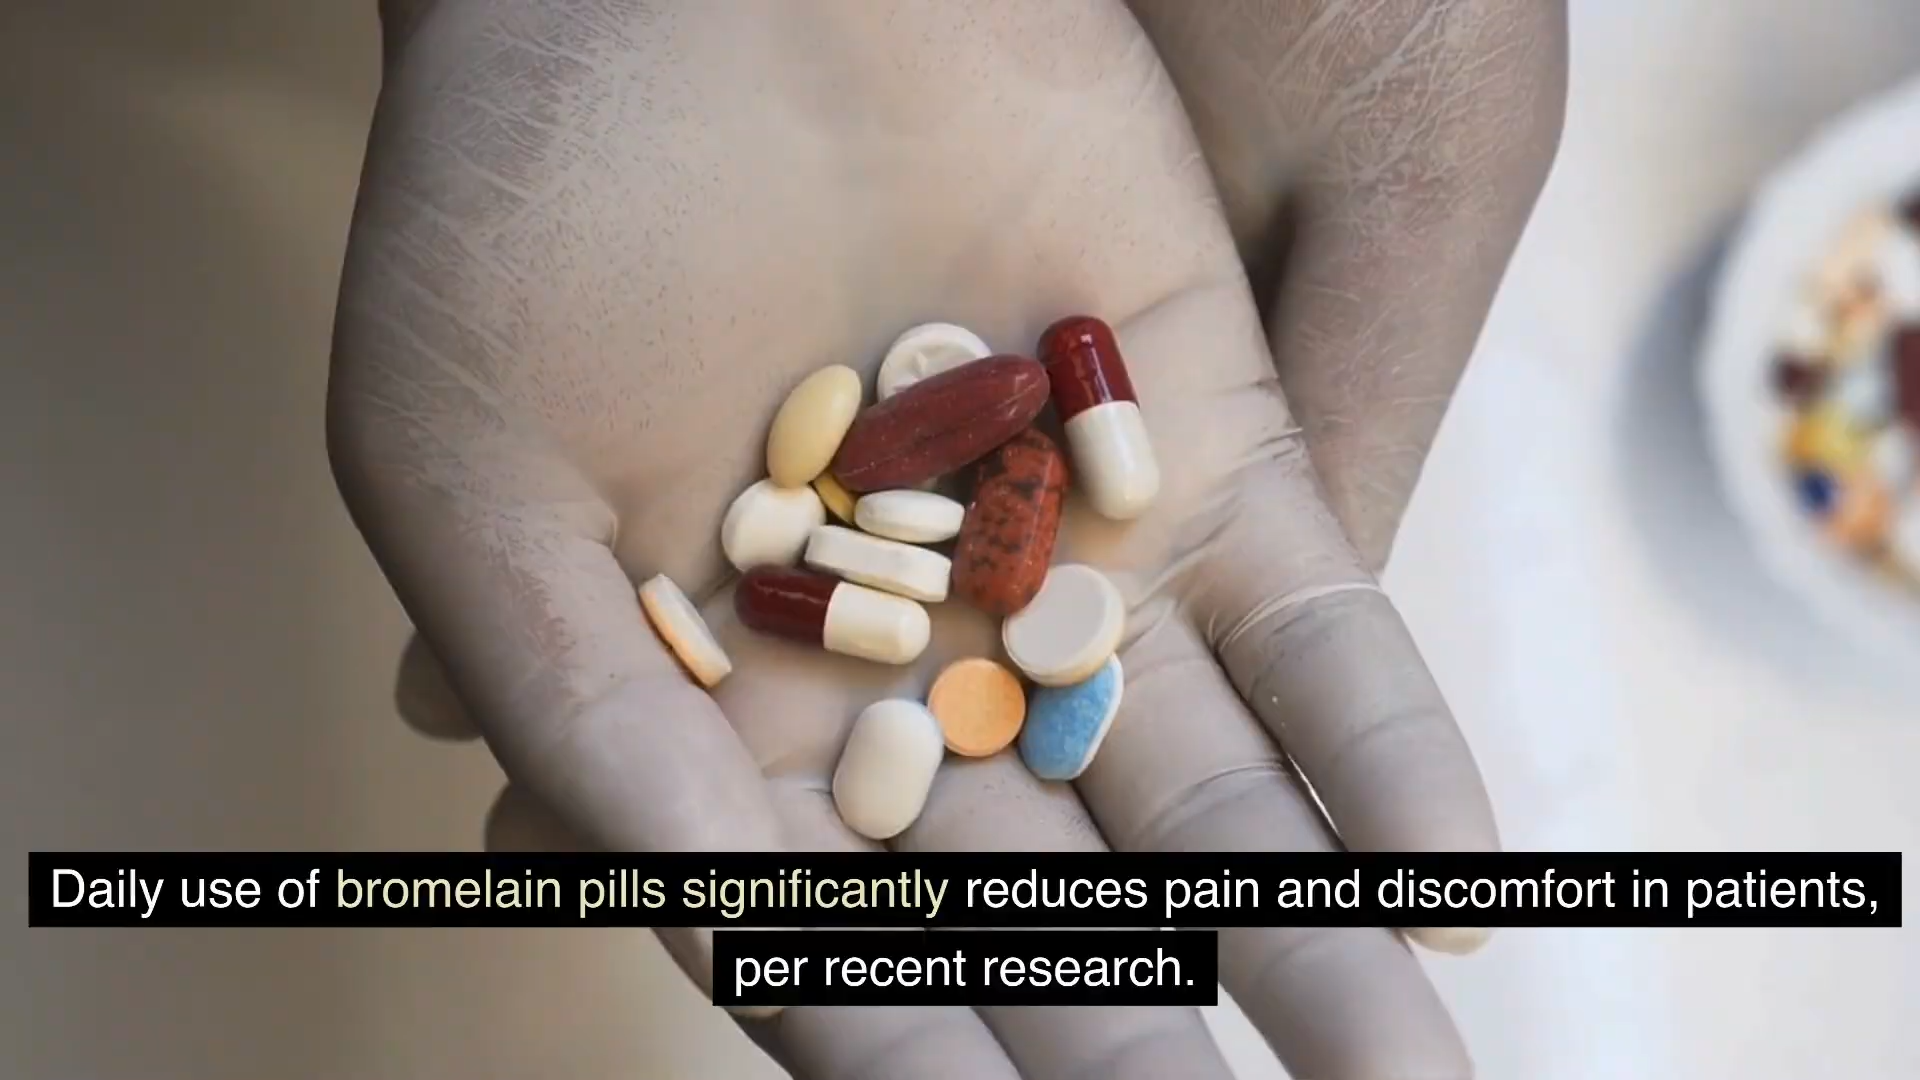 Daily use of bromelain pills significantly reduces pain and discomfort in patients,
per recent research.